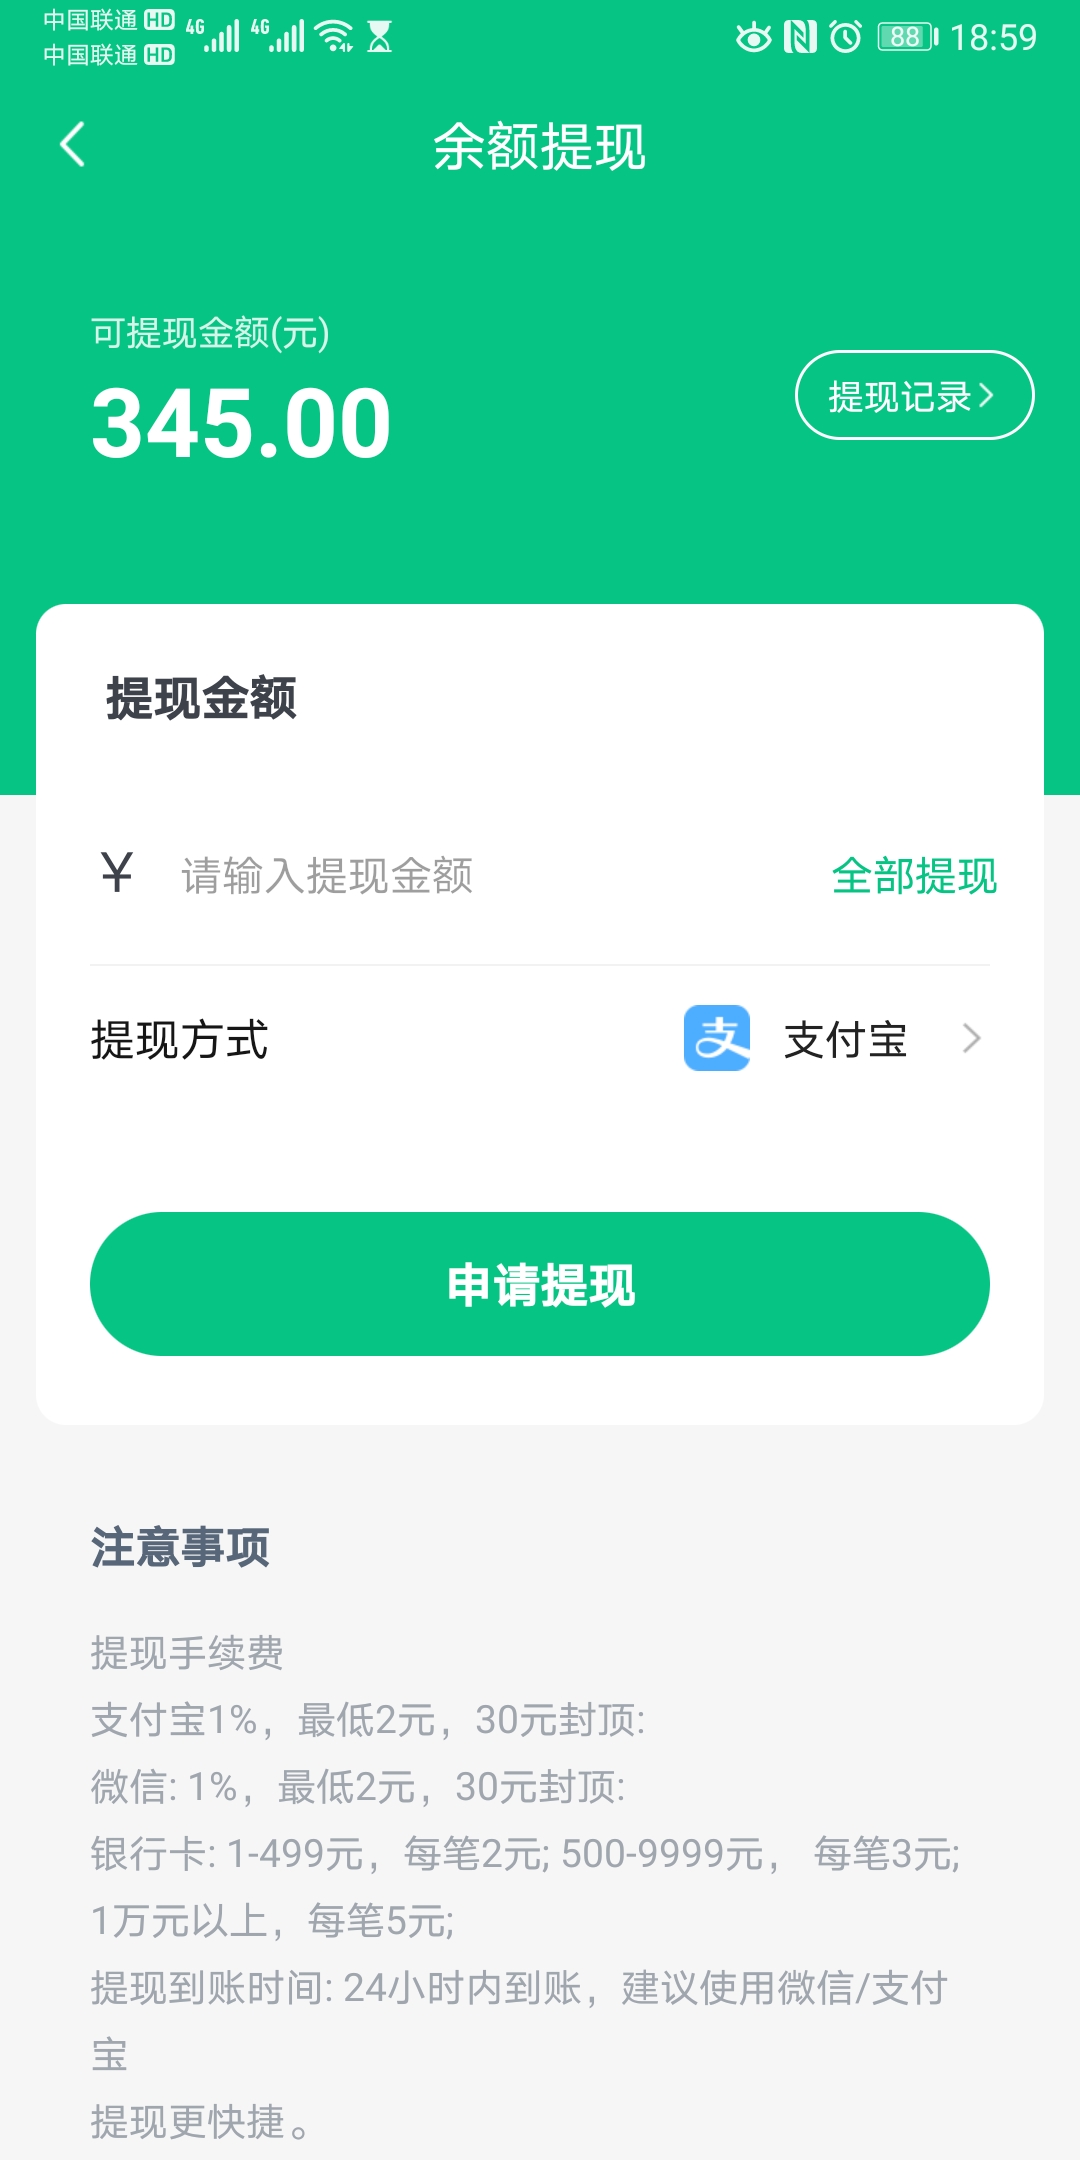 中国联通 HD 4G 4G 88 18:59
中国联通 HD
余额提现
可提现金额(元)
345.00
提现记录
提现金额
¥ 请输入提现金额 全部提现
提现方式 支 支付宝
申请提现
注意事项
提现手续费
支付宝1%，最低2元，30元封顶:
微信: 1%，最低2元，30元封顶:
银行卡: 1-499元，每笔2元; 500-9999元， 每笔3元;
1万元以上，每笔5元;
提现到账时间: 24小时内到账，建议使用微信/支付
宝
提现更快捷。